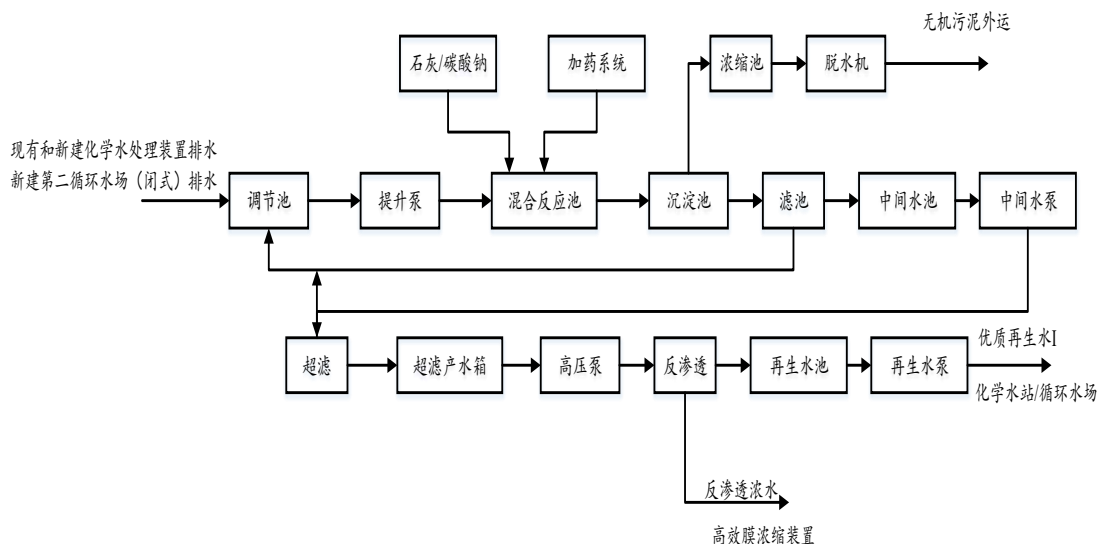 无机污泥外运
石灰/碳酸钠
加药系统
浓缩池
脱水机
现有和新建化学水处理装置排水
新建第二循环水场（闭式）排水
调节池
提升泵
混合反应池
沉淀池
滤池
中间水池
中间水泵
超滤
超滤产水箱
高压泵
反渗透
再生水池
再生水泵
优质再生水I
化学水站/循环水场
反渗透浓水
高效膜浓缩装置